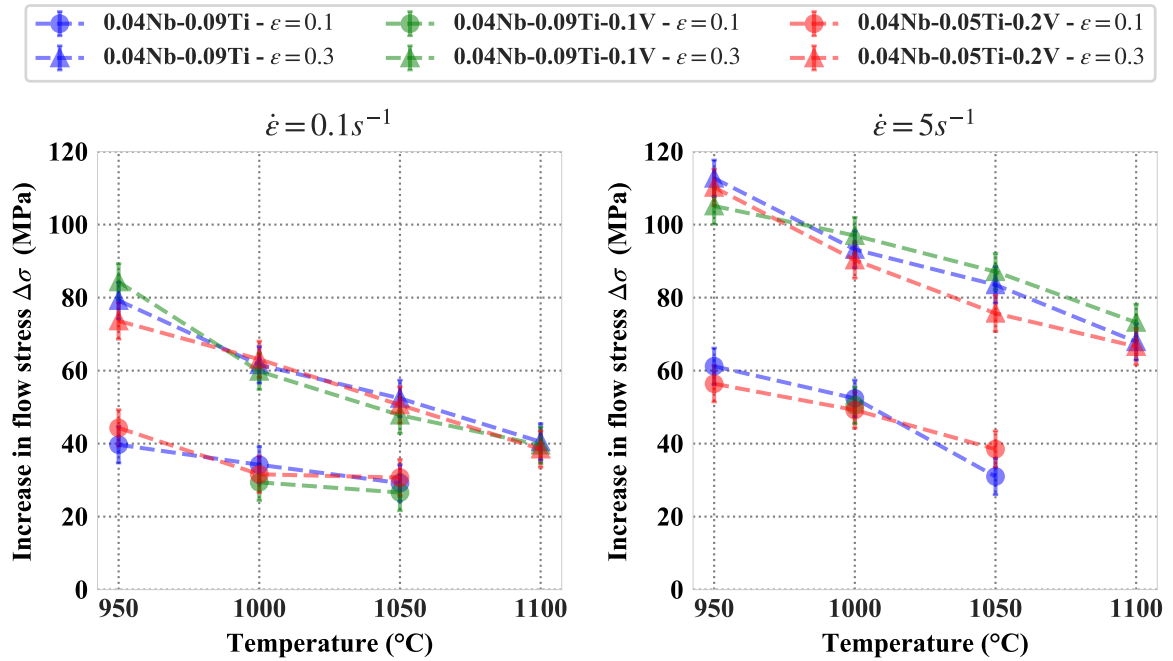 0.04Nb-0.09Ti - ε=0.1 0.04Nb-0.09Ti-0.1V - ε=0.1 0.04Nb-0.05Ti-0.2V - ε=0.1
0.04Nb-0.09Ti - ε=0.3 0.04Nb-0.09Ti-0.1V - ε=0.3 0.04Nb-0.05Ti-0.2V - ε=0.3
ε̇ = 0.1s⁻¹
Increase in flow stress Δσ (MPa)
120
100
80
60
40
20
0
950 1000 1050 1100
Temperature (°C)
ε̇ = 5s⁻¹
Increase in flow stress Δσ (MPa)
120
100
80
60
40
20
0
950 1000 1050 1100
Temperature (°C)